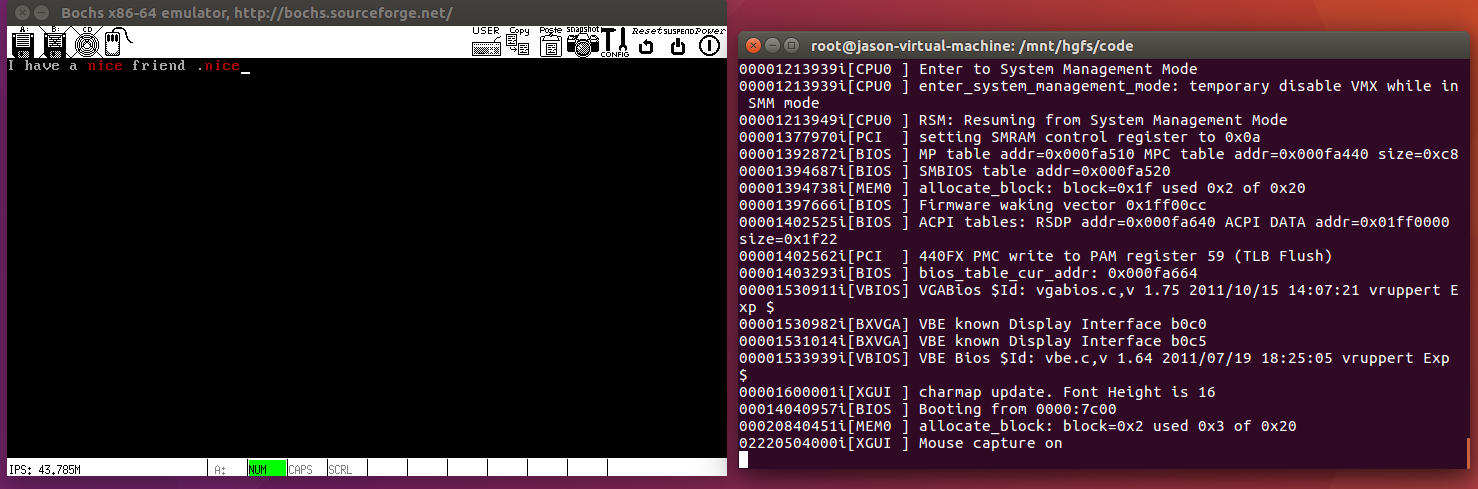 Bochs x86-64 emulator, http://bochs.sourceforge.net/
A: B: CD USER Copy Paste snapshot CONFIG Reset SUSPEND Power
I have a nice friend .nice
IPS: 43.785M A: NUM CAPS SCRL
root@jason-virtual-machine: /mnt/hgfs/code
00001213939i[CPU0 ] Enter to System Management Mode
00001213939i[CPU0 ] enter_system_management_mode: temporary disable VMX while in
 SMM mode
00001213949i[CPU0 ] RSM: Resuming from System Management Mode
00001377970i[PCI  ] setting SMRAM control register to 0x0a
00001392872i[BIOS ] MP table addr=0x000fa510 MPC table addr=0x000fa440 size=0xc8
00001394687i[BIOS ] SMBIOS table addr=0x000fa520
00001394738i[MEM0 ] allocate_block: block=0x1f used 0x2 of 0x20
00001397666i[BIOS ] Firmware waking vector 0x1ff00cc
00001402525i[BIOS ] ACPI tables: RSDP addr=0x000fa640 ACPI DATA addr=0x01ff0000
size=0x1f22
00001402562i[PCI  ] 440FX PMC write to PAM register 59 (TLB Flush)
00001403293i[BIOS ] bios_table_cur_addr: 0x000fa664
00001530911i[VBIOS] VGABios $Id: vgabios.c,v 1.75 2011/10/15 14:07:21 vruppert E
xp $
00001530982i[BXVGA] VBE known Display Interface b0c0
00001531014i[BXVGA] VBE known Display Interface b0c5
00001533939i[VBIOS] VBE Bios $Id: vbe.c,v 1.64 2011/07/19 18:25:05 vruppert Exp
$
00001600001i[XGUI ] charmap update. Font Height is 16
00014040957i[BIOS ] Booting from 0000:7c00
00020840451i[MEM0 ] allocate_block: block=0x2 used 0x3 of 0x20
02220504000i[XGUI ] Mouse capture on